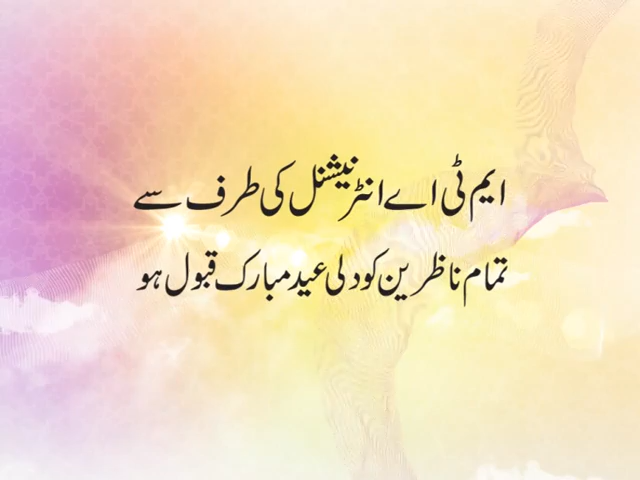 ایم ٹی اے انٹرنیشنل کی طرف سے
تمام ناظرین کو دلی عید مبارک قبول ہو